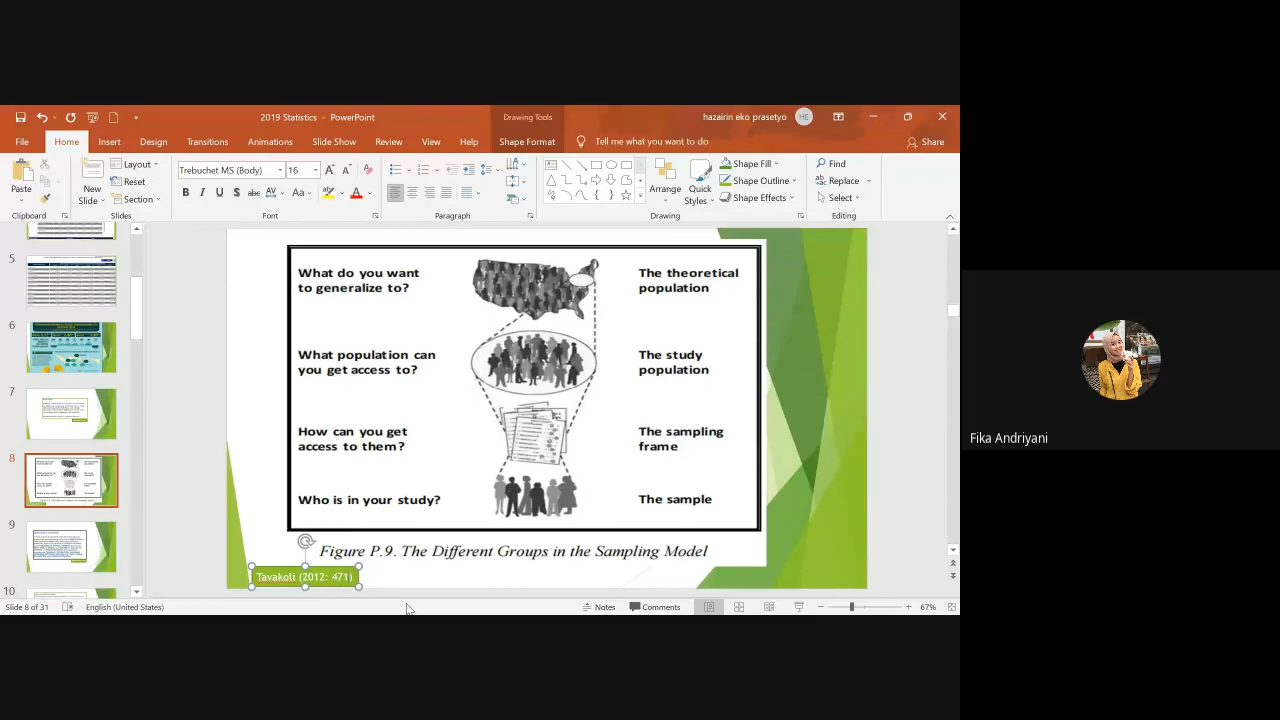 2019 Statistics - PowerPoint
Drawing Tools
hazairin eko prasetyo
HE
File
Home
Insert
Design
Transitions
Animations
Slide Show
Review
View
Help
Shape Format
Tell me what you want to do
Share
Paste
Clipboard
New
Slide
Layout
Reset
Section
Slides
Trebuchet MS (Body)
16
B I U S abc AV Aa A
Font
Paragraph
Arrange
Quick
Styles
Shape Fill
Shape Outline
Shape Effects
Drawing
Find
Replace
Select
Editing
5
6
7
8
9
10
What do you want
to generalize to?
The theoretical
population
What population can
you get access to?
The study
population
How can you get
access to them?
The sampling
frame
Who is in your study?
The sample
Figure P.9. The Different Groups in the Sampling Model
Tavakoli (2012: 471)
Slide 8 of 31
English (United States)
Notes
Comments
67%
Fika Andriyani